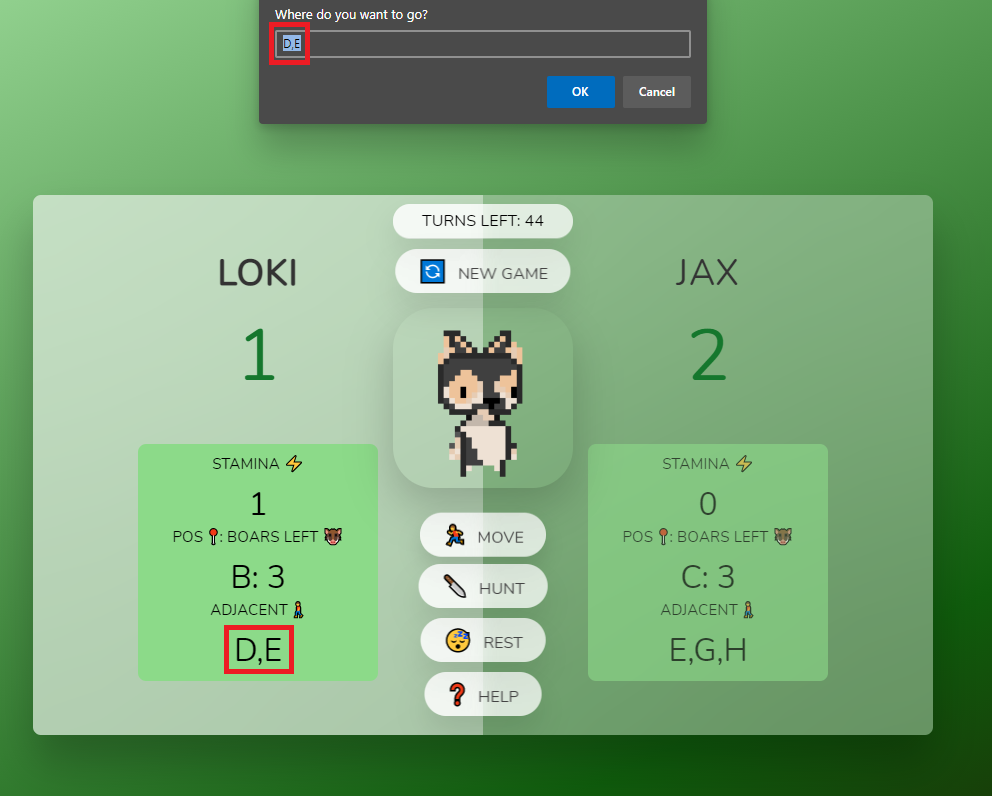 Where do you want to go?
D,E
OK Cancel
TURNS LEFT: 44
NEW GAME
LOKI
1
STAMINA ⚡
1
POS 📍: BOARS LEFT 🐗
B: 3
ADJACENT 🚶
D,E
JAX
2
STAMINA ⚡
0
POS 📍: BOARS LEFT 🐗
C: 3
ADJACENT 🚶
E,G,H
MOVE
HUNT
REST
HELP